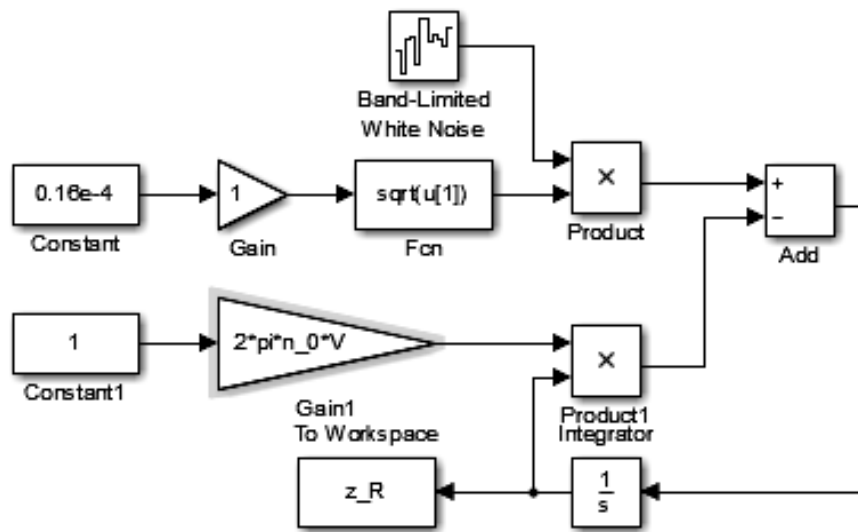 Band-Limited
White Noise
0.16e-4
Constant
1
Gain
sqrt(u[1])
Fcn
×
Product
+
−
Add
1
Constant1
2*pi*n_0*V
Gain1
×
Product1
To Workspace
z_R
Integrator
1
s